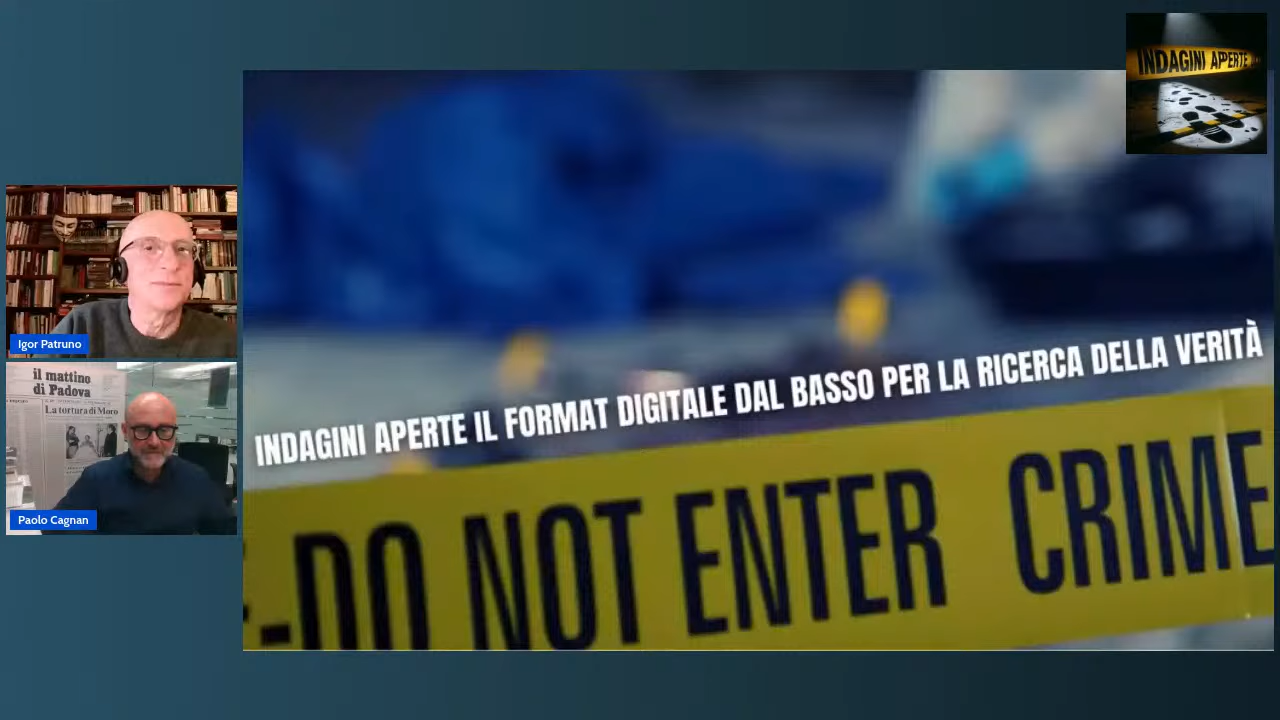 INDAGINI APERTE
Igor Patruno
il mattino
di Padova
La tortura di Moro
Paolo Cagnan
INDAGINI APERTE IL FORMAT DIGITALE DAL BASSO PER LA RICERCA DELLA VERITÀ
-DO NOT ENTER CRIME